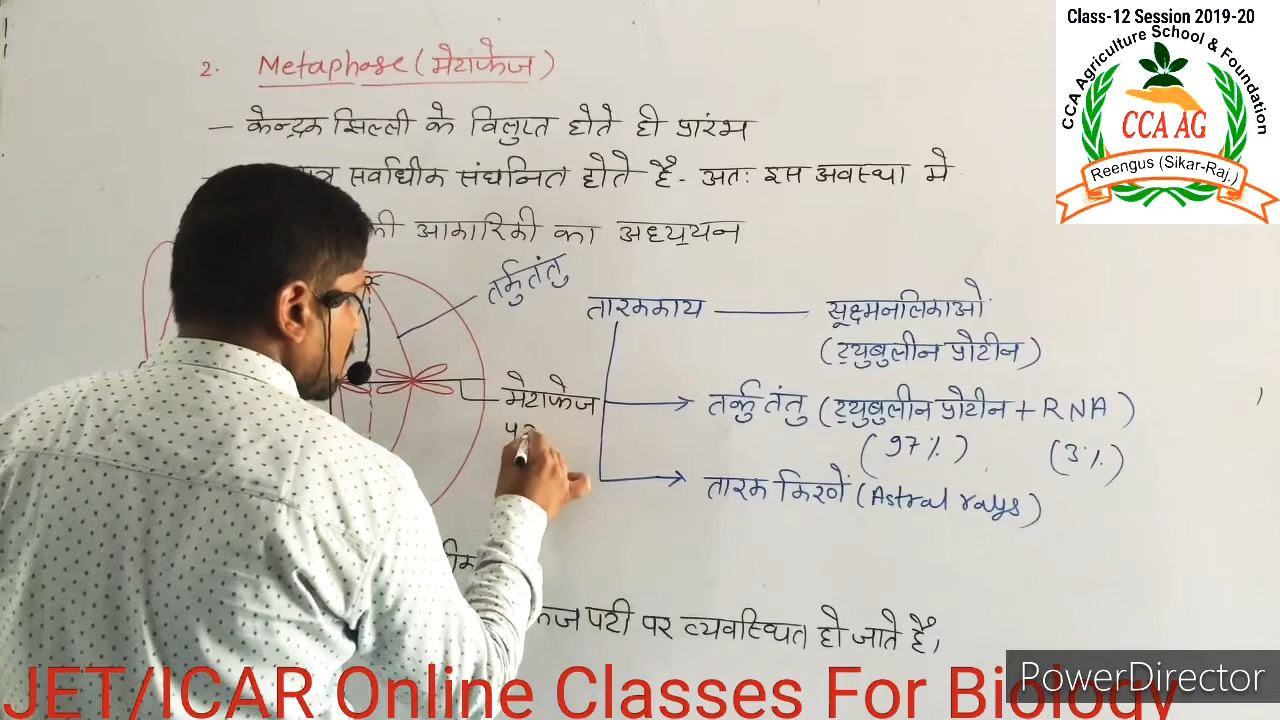 Class-12 Session 2019-20
CCA Agriculture School & Foundation
CCA AG
Reengus (Sikar-Raj.)
2. Metaphase (मेटाफेज)
– केन्द्रक झिल्ली के विलुप्त होते ही प्रारंभ
सर्वाधीक संघनित होते है - अतः इस अवस्था मे
की आकारिकी का अध्ययन
तर्कु तंतु
तारककाय — सूक्ष्मनलिकाओं
(ट्युबुलीन प्रोटीन)
मेटाफेज
तर्कु तंतु (ट्युबुलीन प्रोटीन + RNA)
(97%) (3%)
तारक किरणें (Astral rays)
पटी पर व्यवस्थित हो जाते है,
JET/ICAR Online Classes For Biology
PowerDirector